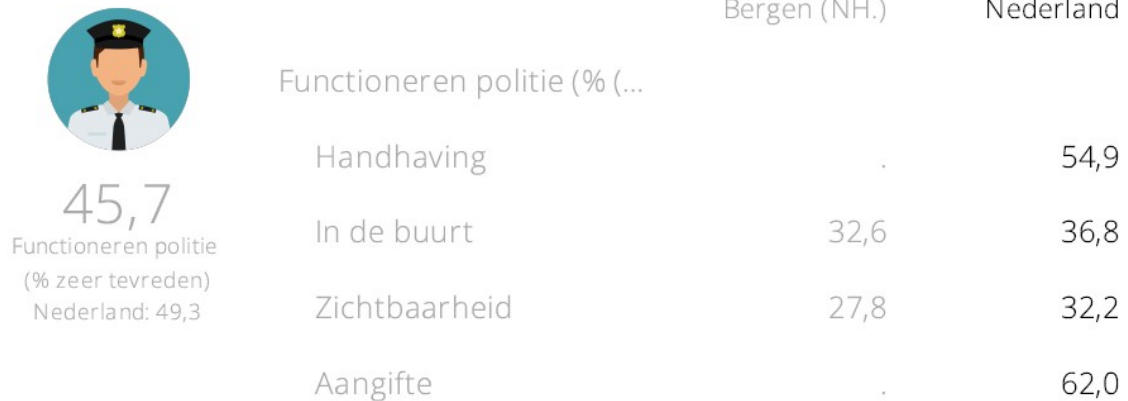 Bergen (NH.) Nederland
Functioneren politie (% (...
Handhaving . 54,9
In de buurt 32,6 36,8
Zichtbaarheid 27,8 32,2
Aangifte . 62,0
45,7
Functioneren politie
(% zeer tevreden)
Nederland: 49,3